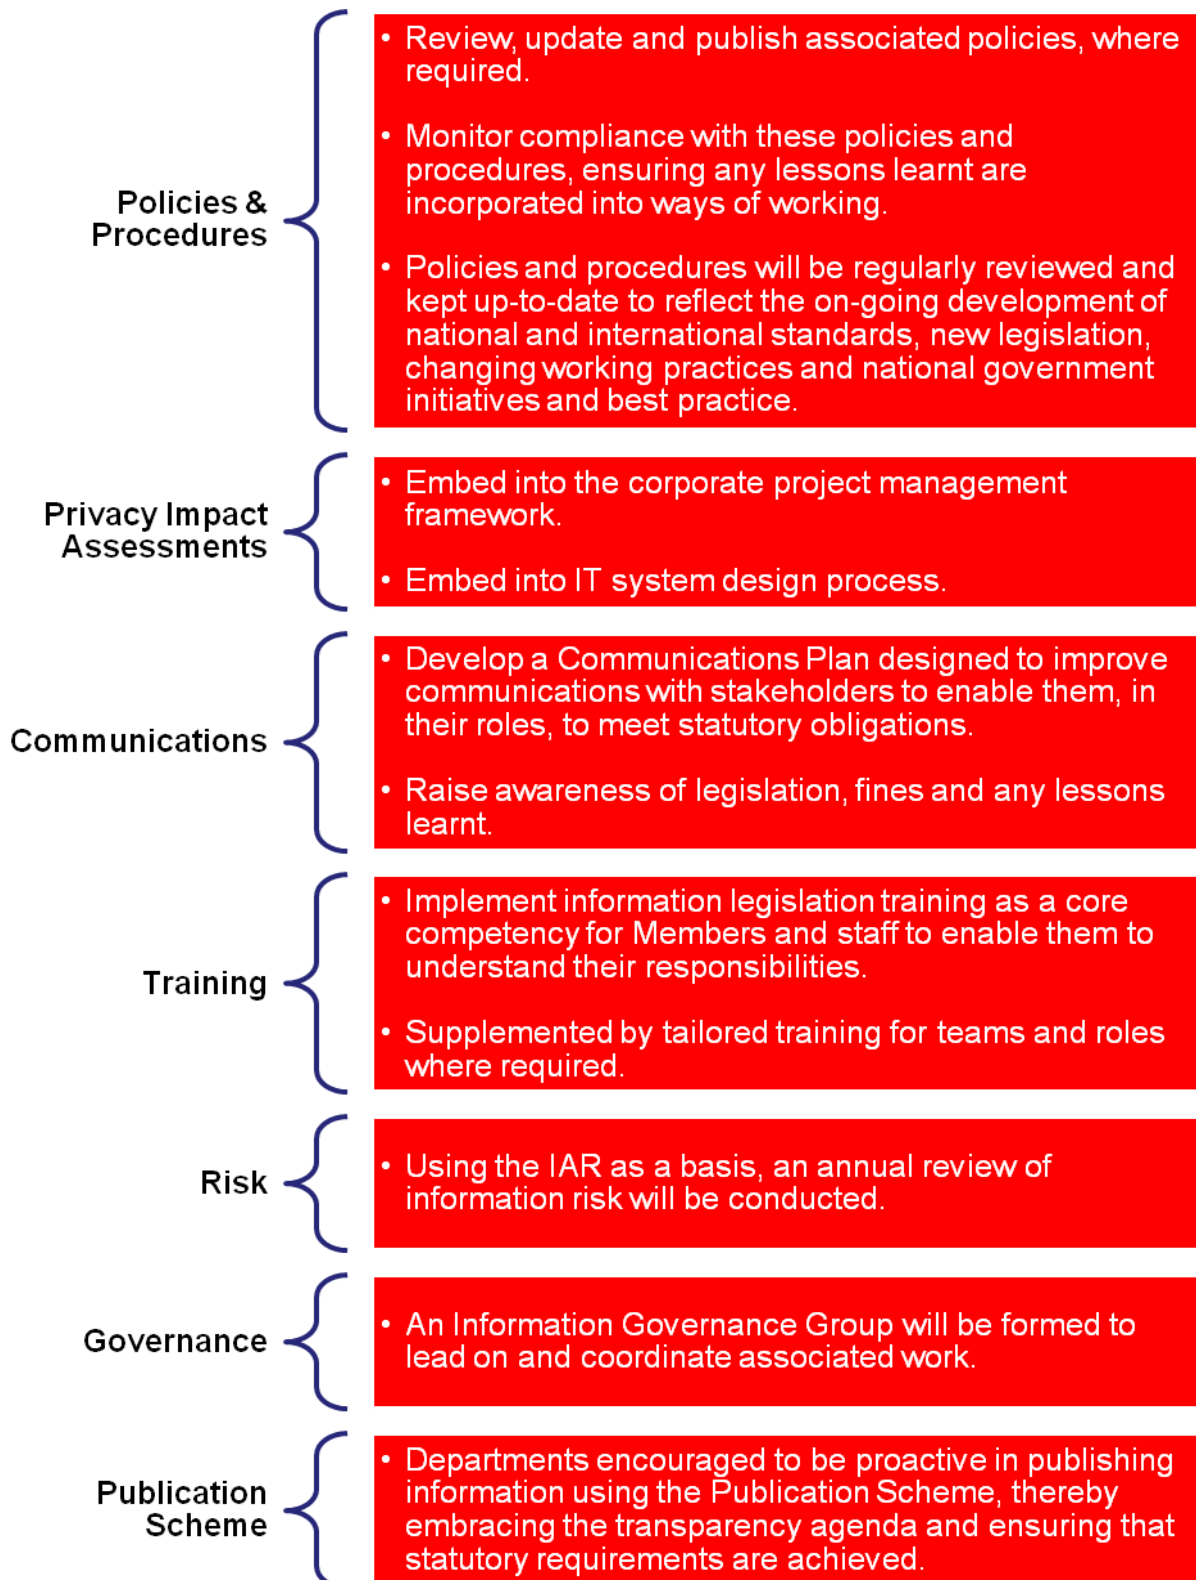 Policies &
Procedures
• Review, update and publish associated policies, where
required.
• Monitor compliance with these policies and
procedures, ensuring any lessons learnt are
incorporated into ways of working.
• Policies and procedures will be regularly reviewed and
kept up-to-date to reflect the on-going development of
national and international standards, new legislation,
changing working practices and national government
initiatives and best practice.
Privacy Impact
Assessments
• Embed into the corporate project management
framework.
• Embed into IT system design process.
Communications
• Develop a Communications Plan designed to improve
communications with stakeholders to enable them, in
their roles, to meet statutory obligations.
• Raise awareness of legislation, fines and any lessons
learnt.
Training
• Implement information legislation training as a core
competency for Members and staff to enable them to
understand their responsibilities.
• Supplemented by tailored training for teams and roles
where required.
Risk
• Using the IAR as a basis, an annual review of
information risk will be conducted.
Governance
• An Information Governance Group will be formed to
lead on and coordinate associated work.
Publication
Scheme
• Departments encouraged to be proactive in publishing
information using the Publication Scheme, thereby
embracing the transparency agenda and ensuring that
statutory requirements are achieved.